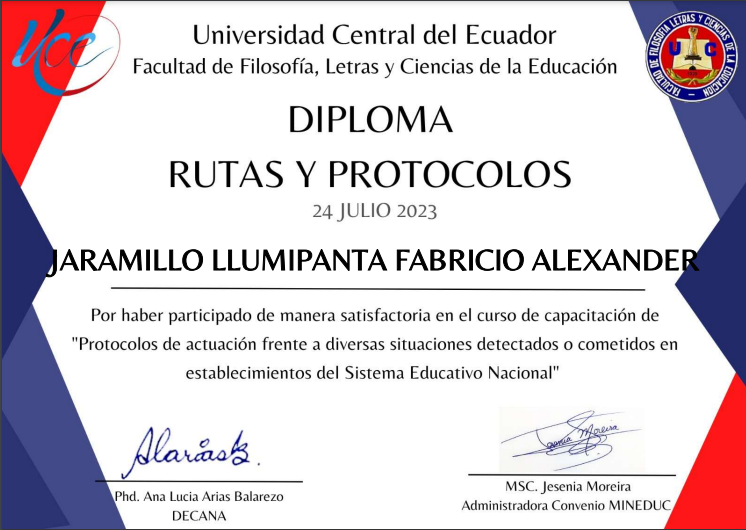 Uce
Universidad Central del Ecuador
Facultad de Filosofía, Letras y Ciencias de la Educación
FACULTAD DE FILOSOFÍA LETRAS Y CIENCIAS DE LA EDUCACIÓN
U C
DIPLOMA
RUTAS Y PROTOCOLOS
24 JULIO 2023
JARAMILLO LLUMIPANTA FABRICIO ALEXANDER
Por haber participado de manera satisfactoria en el curso de capacitación de
"Protocolos de actuación frente a diversas situaciones detectados o cometidos en
establecimientos del Sistema Educativo Nacional"
Jesenia Moreira
Phd. Ana Lucia Arias Balarezo
DECANA
MSC. Jesenia Moreira
Administradora Convenio MINEDUC